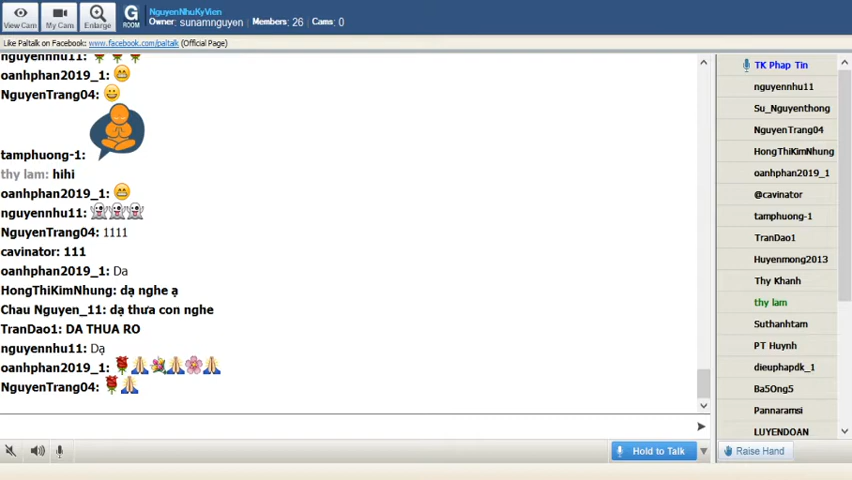 View Cam
My Cam
Enlarge
G
ROOM
NguyenNhuKyVien
Owner: sunamnguyen Members: 26 Cams: 0
Like Paltalk on Facebook: www.facebook.com/paltalk (Official Page)
nguyennhu11:
oanhphan2019_1:
NguyenTrang04:
tamphuong-1:
thy lam: hihi
oanhphan2019_1:
nguyennhu11:
NguyenTrang04: 1111
cavinator: 111
oanhphan2019_1: Da
HongThiKimNhung: dạ nghe ạ
Chau Nguyen_11: dạ thưa con nghe
TranDao1: DA THUA RO
nguyennhu11: Dạ
oanhphan2019_1:
NguyenTrang04:
Hold to Talk
TK Phap Tin
nguyennhu11
Su_Nguyenthong
NguyenTrang04
HongThiKimNhung
oanhphan2019_1
@cavinator
tamphuong-1
TranDao1
Huyenmong2013
Thy Khanh
thy lam
Suthanhtam
PT Huynh
dieuphapdk_1
Ba5Ong5
Pannaramsi
LUYENDOAN
Raise Hand